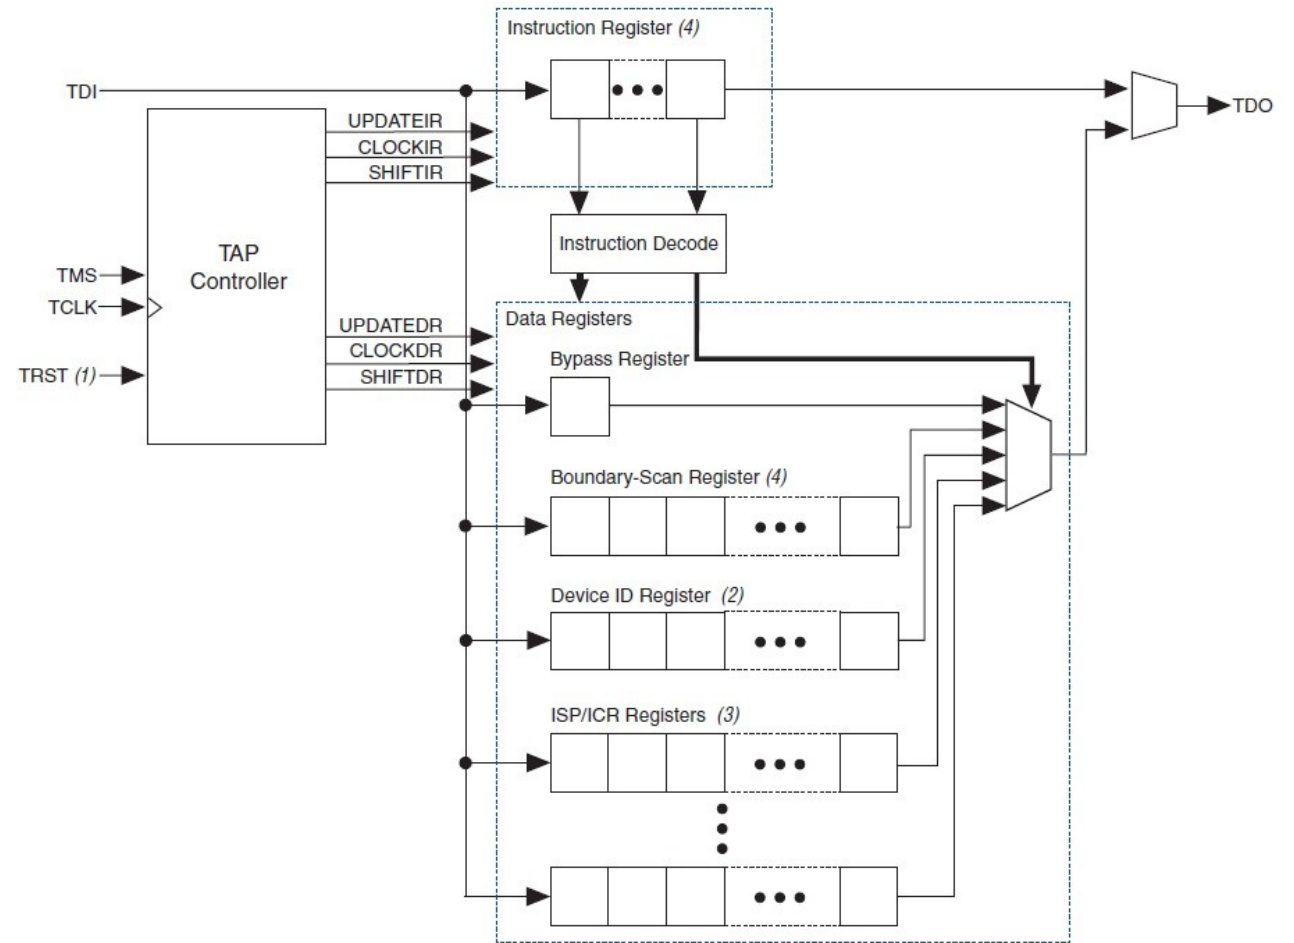 Instruction Register (4)
TDI
TDO
UPDATEIR
CLOCKIR
SHIFTIR
TAP
Controller
Instruction Decode
TMS
TCLK
TRST (1)
UPDATEDR
CLOCKDR
SHIFTDR
Data Registers
Bypass Register
Boundary-Scan Register (4)
Device ID Register (2)
ISP/ICR Registers (3)